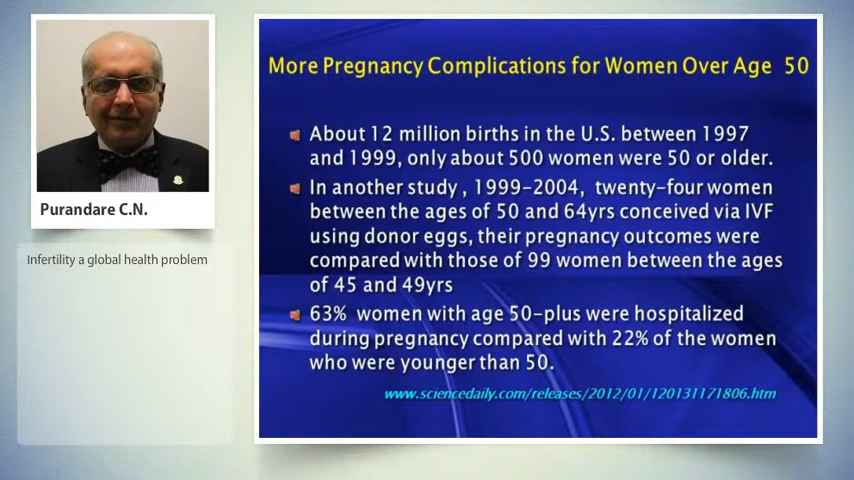 Purandare C.N.
Infertility a global health problem
More Pregnancy Complications for Women Over Age 50
About 12 million births in the U.S. between 1997
and 1999, only about 500 women were 50 or older.
In another study , 1999-2004, twenty-four women
between the ages of 50 and 64yrs conceived via IVF
using donor eggs, their pregnancy outcomes were
compared with those of 99 women between the ages
of 45 and 49yrs
63% women with age 50-plus were hospitalized
during pregnancy compared with 22% of the women
who were younger than 50.
www.sciencedaily.com/releases/2012/01/120131171806.htm